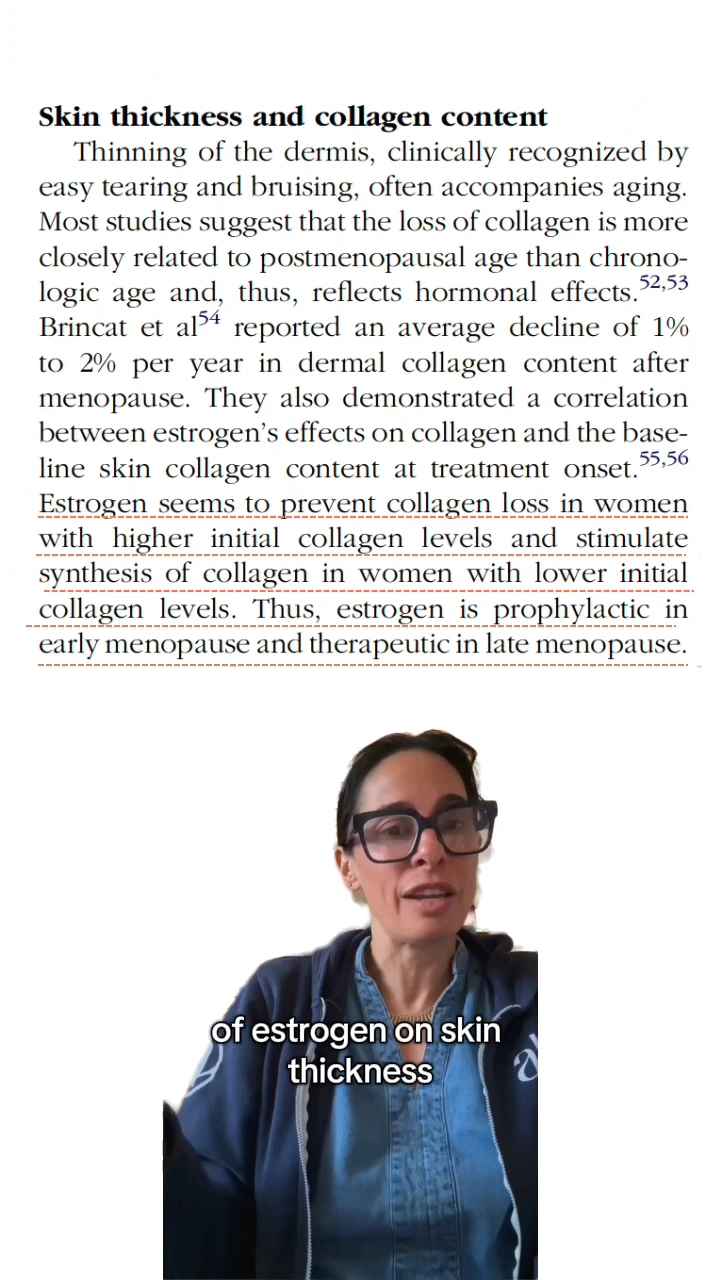 Skin thickness and collagen content
Thinning of the dermis, clinically recognized by
easy tearing and bruising, often accompanies aging.
Most studies suggest that the loss of collagen is more
closely related to postmenopausal age than chrono-
logic age and, thus, reflects hormonal effects.52,53
Brincat et al54 reported an average decline of 1%
to 2% per year in dermal collagen content after
menopause. They also demonstrated a correlation
between estrogen's effects on collagen and the base-
line skin collagen content at treatment onset.55,56
Estrogen seems to prevent collagen loss in women
with higher initial collagen levels and stimulate
synthesis of collagen in women with lower initial
collagen levels. Thus, estrogen is prophylactic in
early menopause and therapeutic in late menopause.
of estrogen on skin
thickness